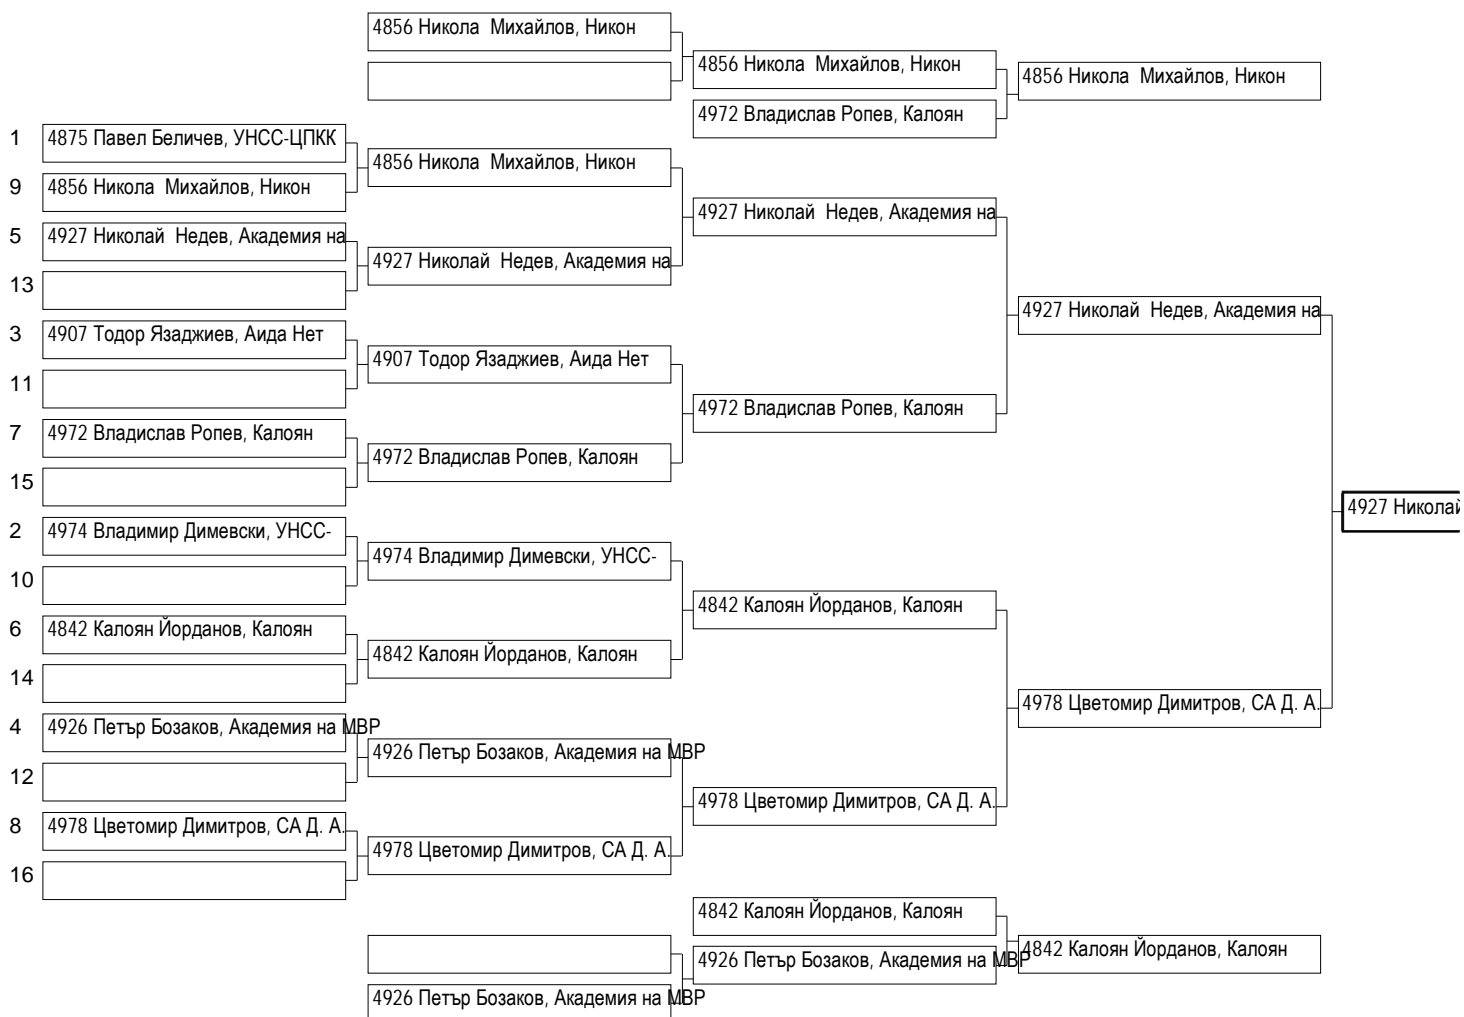 4856 Никола  Михайлов, Никон
4856 Никола  Михайлов, Никон
4856 Никола  Михайлов, Никон
4972 Владислав Ропев, Калоян
1 4875 Павел Беличев, УНСС-ЦПКК
4856 Никола  Михайлов, Никон
9 4856 Никола  Михайлов, Никон
4927 Николай  Недев, Академия на
5 4927 Николай  Недев, Академия на
4927 Николай  Недев, Академия на
13
4927 Николай  Недев, Академия на
3 4907 Тодор Язаджиев, Аида Нет
4907 Тодор Язаджиев, Аида Нет
11
4972 Владислав Ропев, Калоян
7 4972 Владислав Ропев, Калоян
4972 Владислав Ропев, Калоян
15
4927 Николай
2 4974 Владимир Димевски, УНСС-
4974 Владимир Димевски, УНСС-
10
4842 Калоян Йорданов, Калоян
6 4842 Калоян Йорданов, Калоян
4842 Калоян Йорданов, Калоян
14
4978 Цветомир Димитров, СА Д. А.
4 4926 Петър Бозаков, Академия на МВР
4926 Петър Бозаков, Академия на МВР
12
4978 Цветомир Димитров, СА Д. А.
8 4978 Цветомир Димитров, СА Д. А.
4978 Цветомир Димитров, СА Д. А.
16
4842 Калоян Йорданов, Калоян
4842 Калоян Йорданов, Калоян
4926 Петър Бозаков, Академия на МВР
4926 Петър Бозаков, Академия на МВР